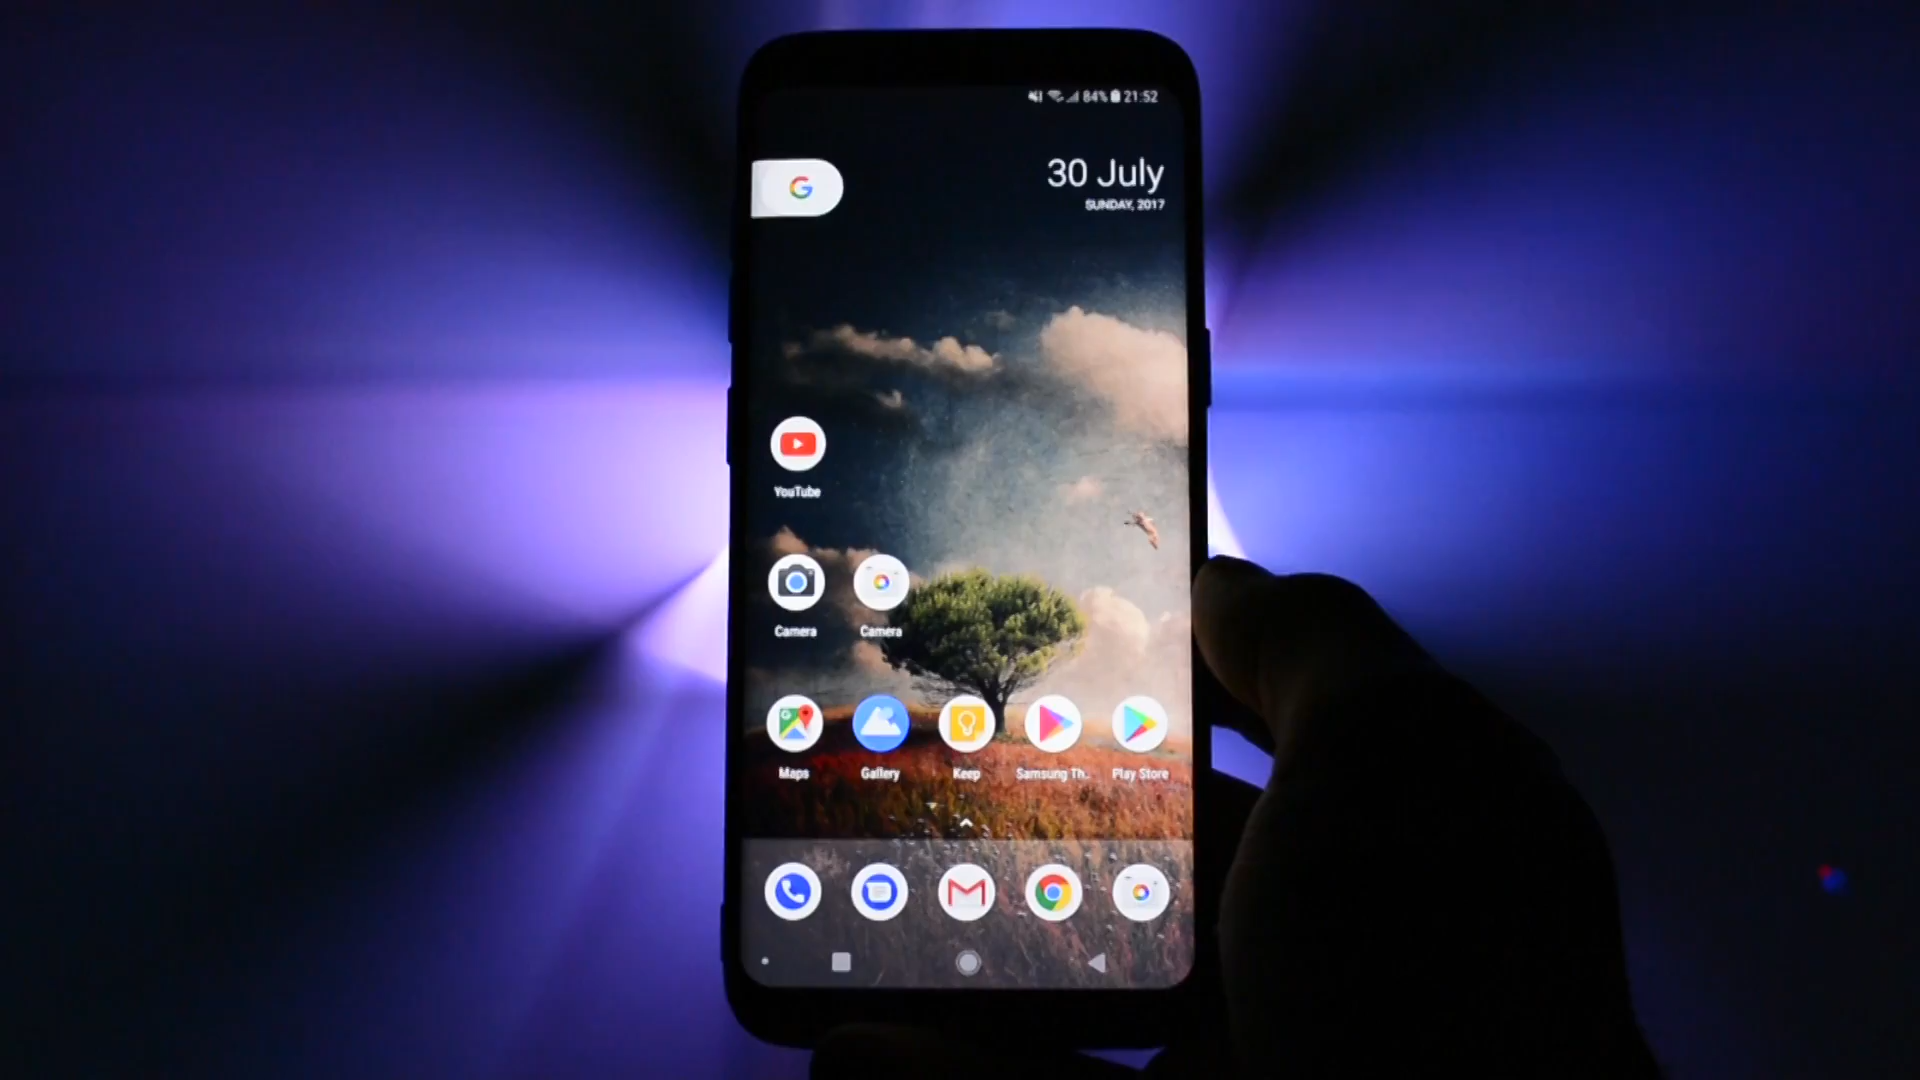 84% 21:52
G
30 July
SUNDAY, 2017
YouTube
Camera Camera
Maps Gallery Keep Samsung Th.. Play Store